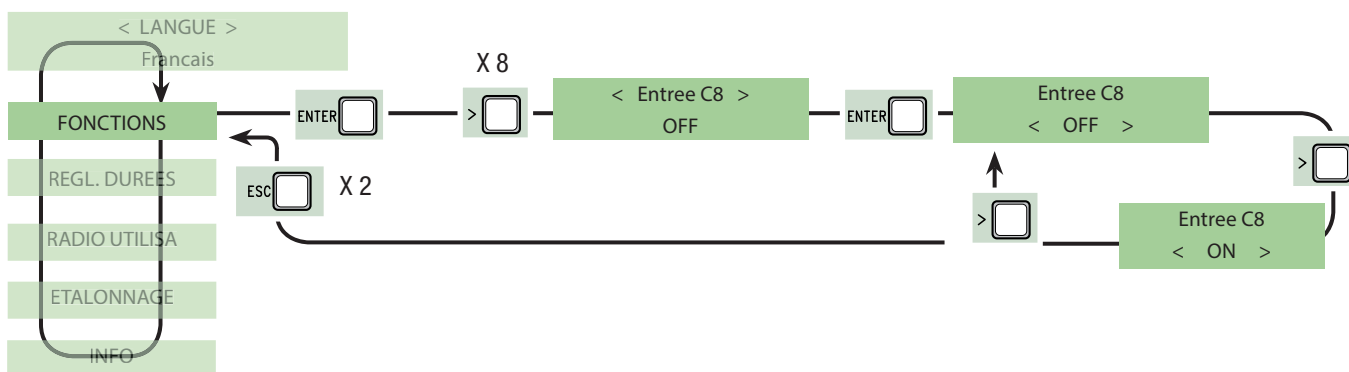 < LANGUE >
Francais
FONCTIONS
REGL. DUREES
RADIO UTILISA
ETALONNAGE
INFO
ENTER
X 8
>
< Entree C8 >
OFF
ENTER
Entree C8
< OFF >
>
Entree C8
< ON >
>
ESC
X 2